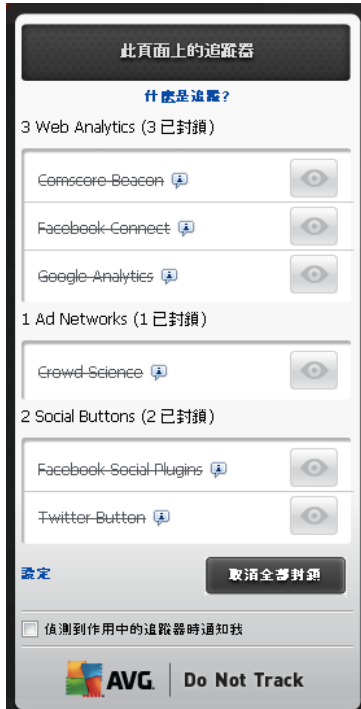 此頁面上的追蹤器
什麼是追蹤?
3 Web Analytics (3 已封鎖)
Comscore Beacon
Facebook Connect
Google Analytics
1 Ad Networks (1 已封鎖)
Crowd Science
2 Social Buttons (2 已封鎖)
Facebook Social Plugins
Twitter Button
設定
取消全部封鎖
偵測到作用中的追蹤器時通知我
AVG. Do Not Track